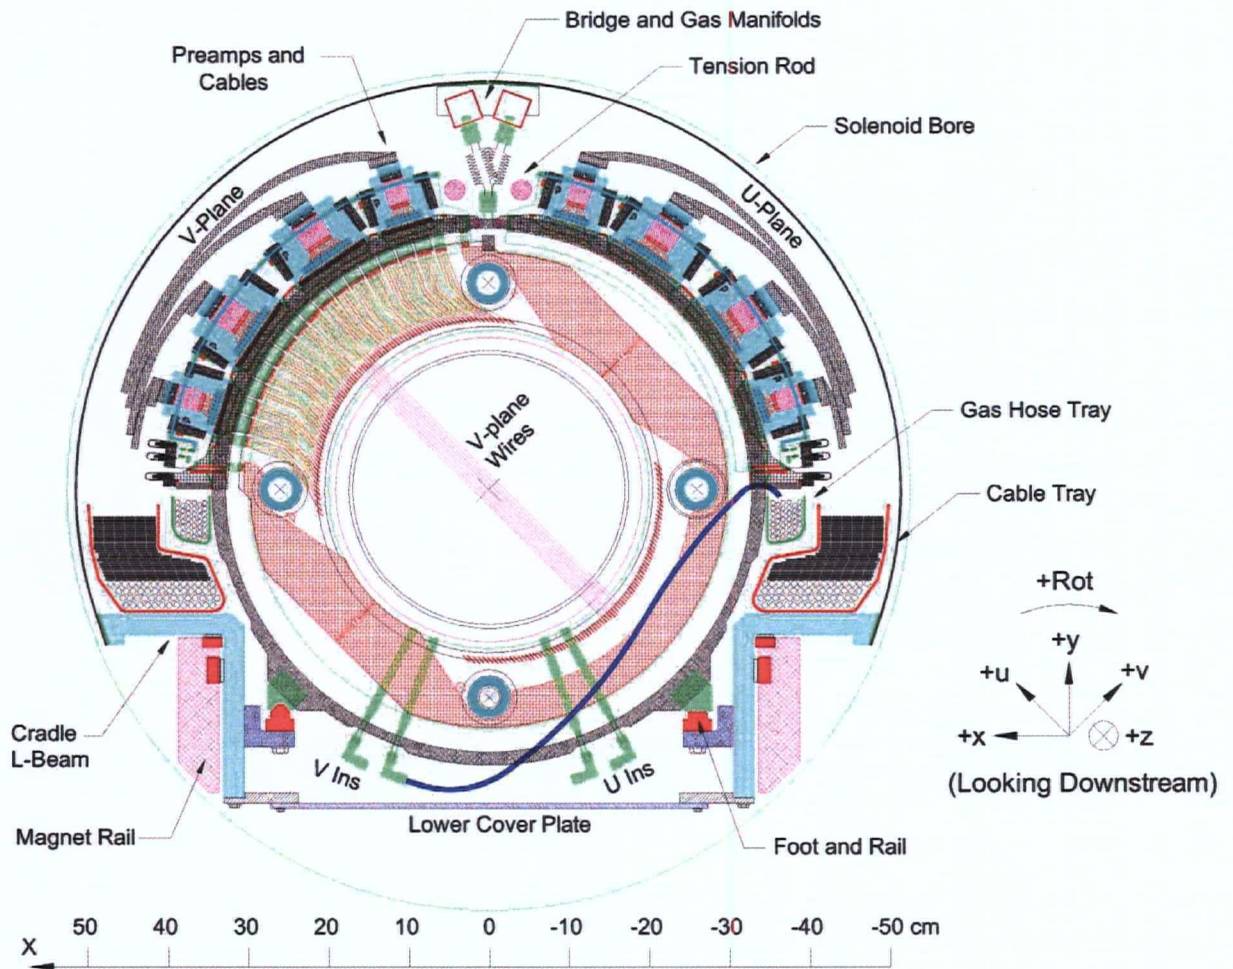 Bridge and Gas Manifolds
Preamps and
Cables
Tension Rod
Solenoid Bore
V-Plane
U-Plane
V-plane
Wires
Gas Hose Tray
Cable Tray
+Rot
+y
+u
+v
+x
+z
(Looking Downstream)
Cradle
L-Beam
V Ins
U Ins
Magnet Rail
Lower Cover Plate
Foot and Rail
X
50 40 30 20 10 0 -10 -20 -30 -40 -50 cm